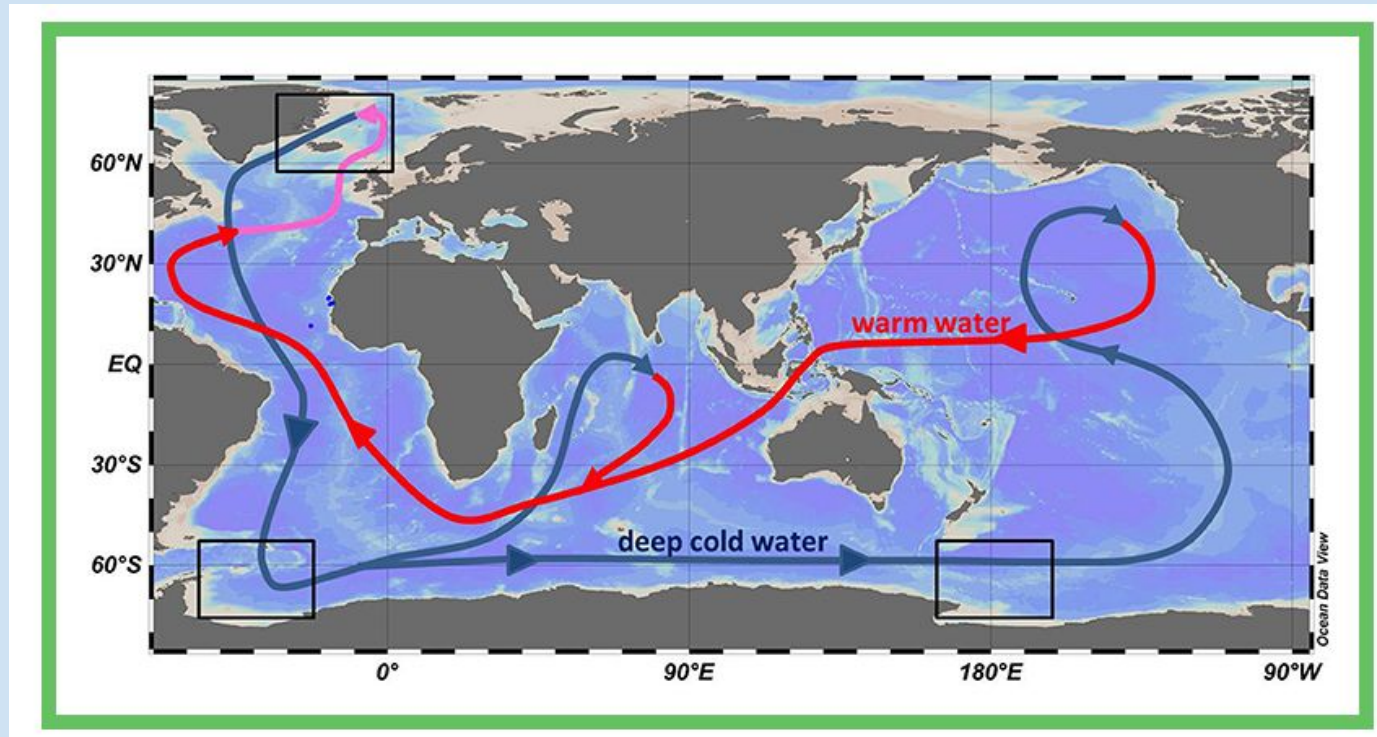 60°N
30°N
warm water
EQ
30°S
deep cold water
60°S
Ocean Data View
0°
90°E
180°E
90°W